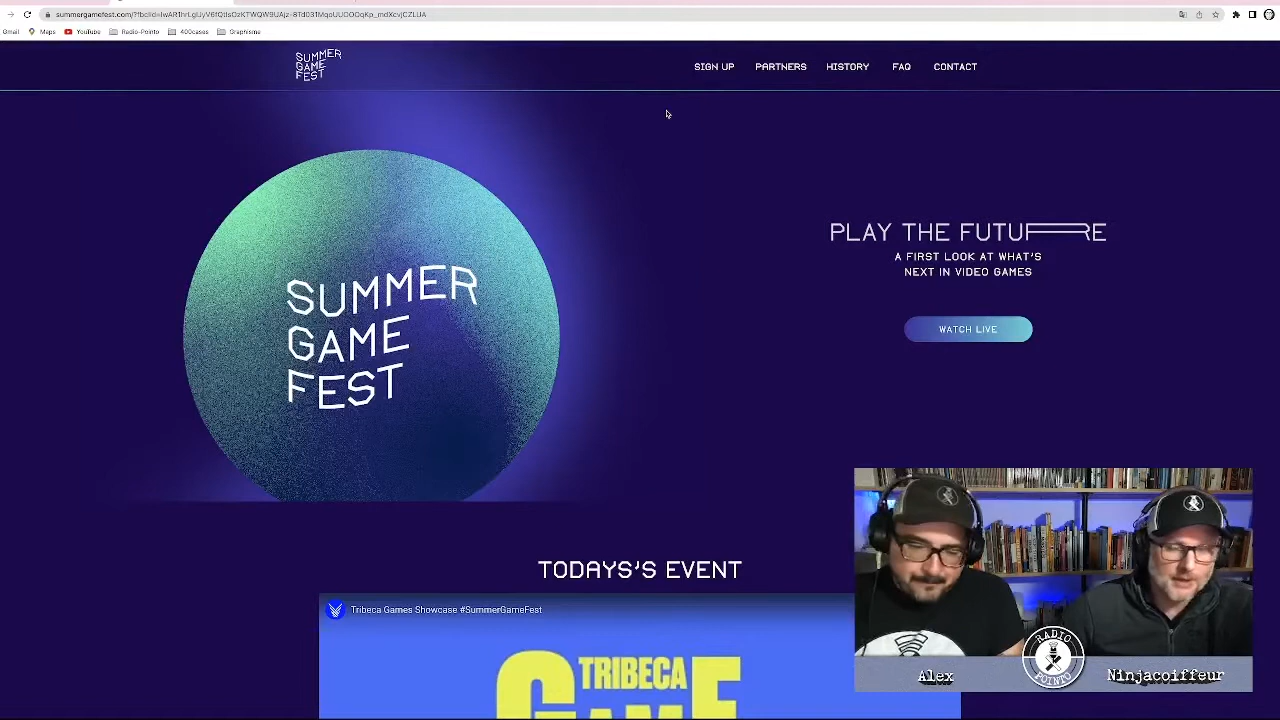 summergamefest.com/?fbclid=IwAR1hrLgIJyV6fQtIsOzKTWQW9UAjz-8Td031MqoUUOOQqKp_mdXcvjCZLUA
Gmail Maps YouTube Radio-Pointo 400cases Graphisme
SUMMER
GAME
FEST
SIGN UP PARTNERS HISTORY FAQ CONTACT
SUMMER
GAME
FEST
PLAY THE FUTURE
A FIRST LOOK AT WHAT'S
NEXT IN VIDEO GAMES
WATCH LIVE
TODAYS'S EVENT
Tribeca Games Showcase #SummerGameFest
TRIBECA
GAME
RADIO
POINTO
Alex
Ninjacoiffeur